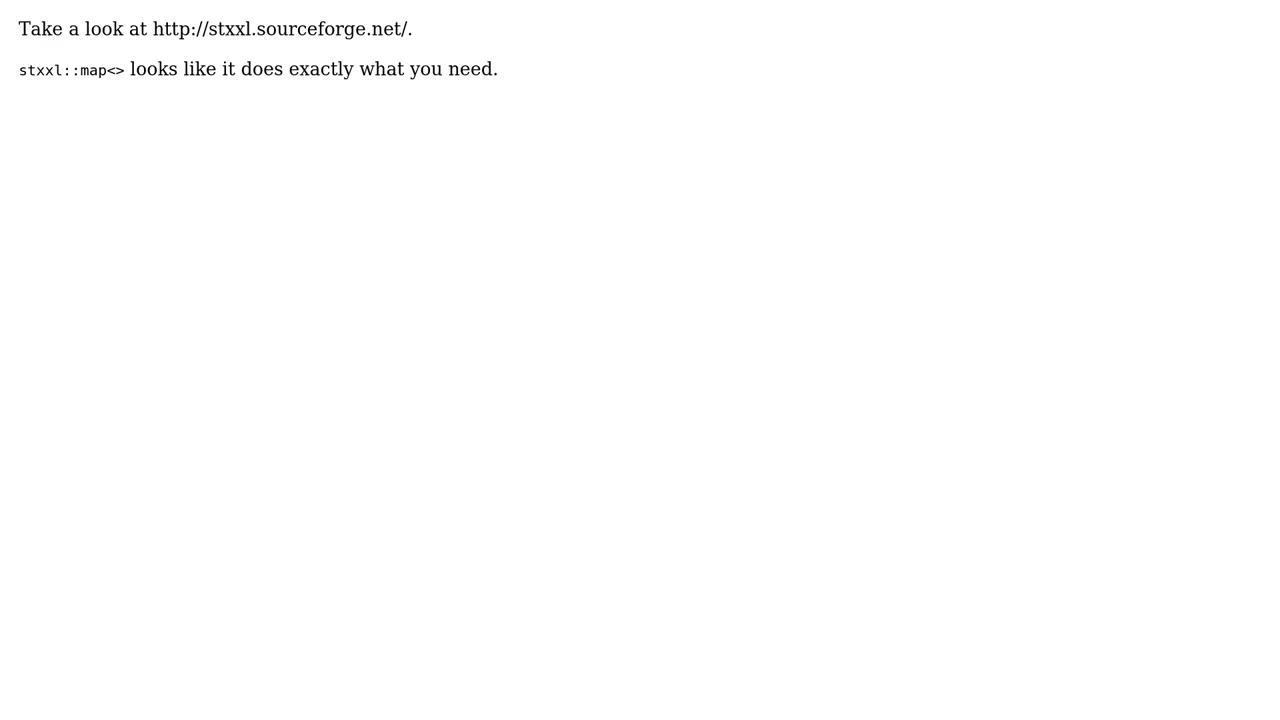 Take a look at http://stxxl.sourceforge.net/.
stxxl::map<> looks like it does exactly what you need.